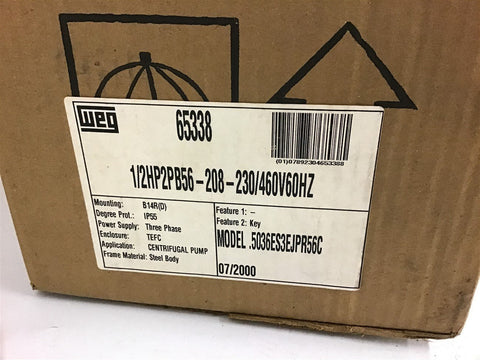 WEG
65338
(01)07892304653388
1/2HP2PB56-208-230/460V60HZ
Mounting: B14R(D)
Degree Prot.: IP55
Power Supply: Three Phase
Enclosure: TEFC
Application: CENTRIFUGAL PUMP
Frame Material: Steel Body
Feature 1: -
Feature 2: Key
MODEL .5036ES3EJPR56C
07/2000